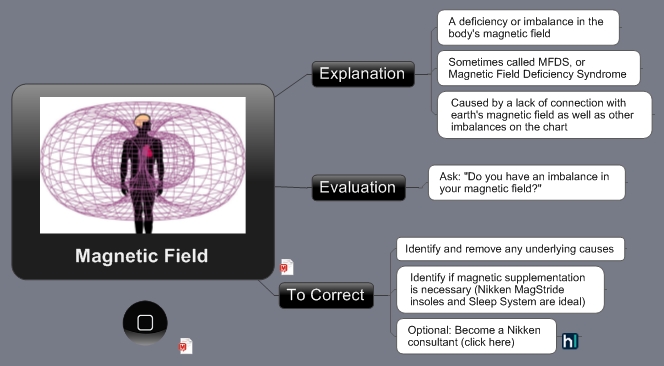 Magnetic Field
Explanation
A deficiency or imbalance in the
body's magnetic field
Sometimes called MFDS, or
Magnetic Field Deficiency Syndrome
Caused by a lack of connection with
earth's magnetic field as well as other
imbalances on the chart
Evaluation
Ask: "Do you have an imbalance in
your magnetic field?"
To Correct
Identify and remove any underlying causes
Identify if magnetic supplementation
is necessary (Nikken MagStride
insoles and Sleep System are ideal)
Optional: Become a Nikken
consultant (click here)
hl